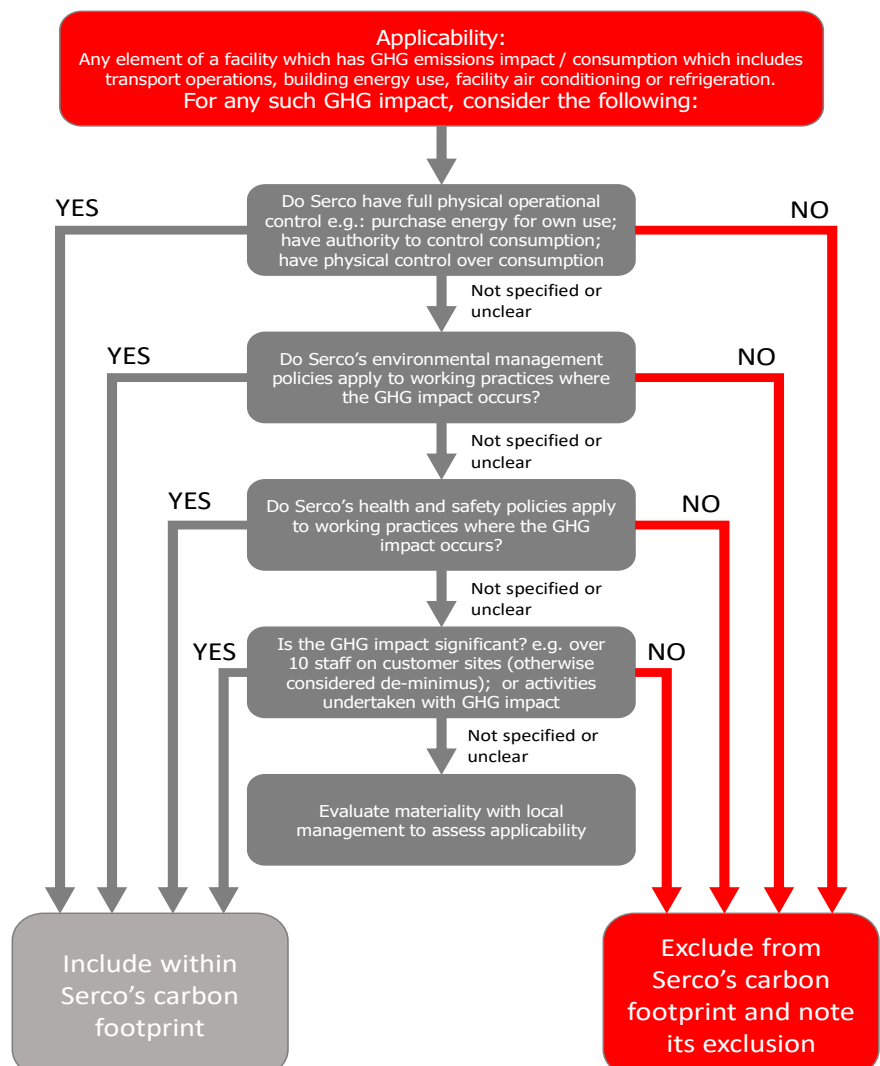 Applicability:
Any element of a facility which has GHG emissions impact / consumption which includes
transport operations, building energy use, facility air conditioning or refrigeration.
For any such GHG impact, consider the following:
YES
Do Serco have full physical operational
control e.g.: purchase energy for own use;
have authority to control consumption;
have physical control over consumption
NO
Not specified or
unclear
YES
Do Serco’s environmental management
policies apply to working practices where
the GHG impact occurs?
NO
Not specified or
unclear
YES
Do Serco’s health and safety policies apply
to working practices where the GHG
impact occurs?
NO
Not specified or
unclear
YES
Is the GHG impact significant? e.g. over
10 staff on customer sites (otherwise
considered de-minimus);  or activities
undertaken with GHG impact
NO
Not specified or
unclear
Evaluate materiality with local
management to assess applicability
Include within
Serco’s carbon
footprint
Exclude from
Serco’s carbon
footprint and note
its exclusion